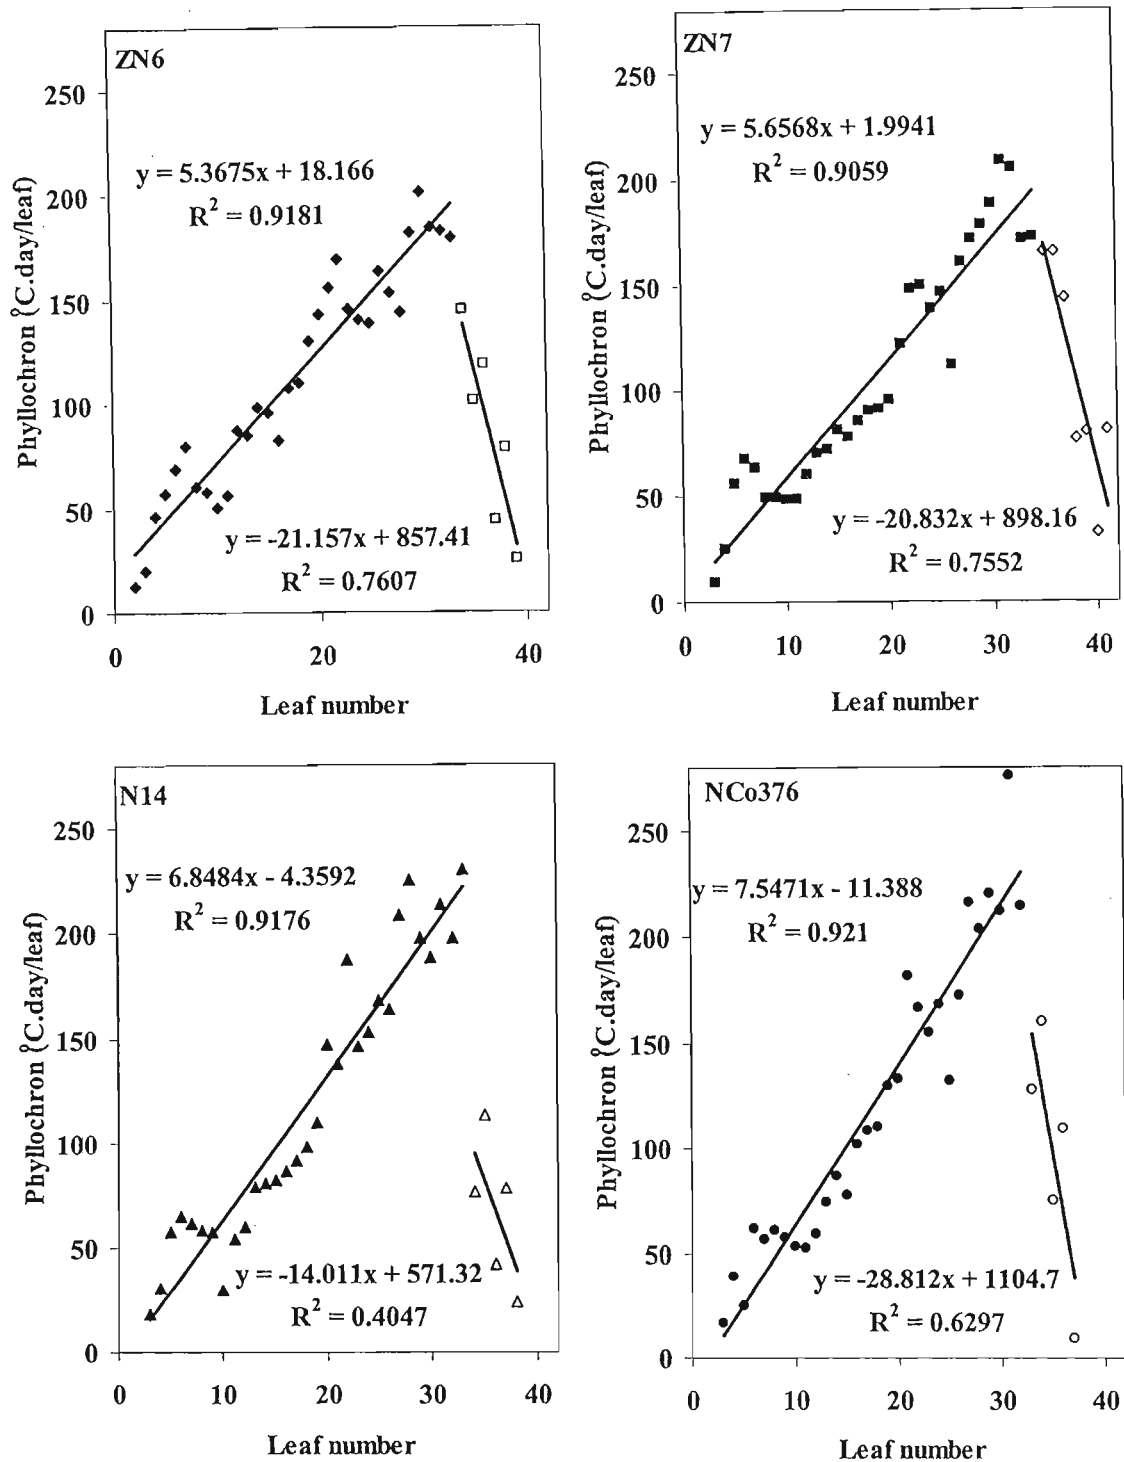 ZN6
250
200
150
100
50
0
Phyllochron (°C.day/leaf)
y = 5.3675x + 18.166
R² = 0.9181
y = -21.157x + 857.41
R² = 0.7607
0 20 40
Leaf number
ZN7
250
200
150
100
50
0
Phyllochron (°C.day/leaf)
y = 5.6568x + 1.9941
R² = 0.9059
y = -20.832x + 898.16
R² = 0.7552
0 10 20 30 40
Leaf number
N14
250
200
150
100
50
0
Phyllochron (°C.day/leaf)
y = 6.8484x - 4.3592
R² = 0.9176
y = -14.011x + 571.32
R² = 0.4047
0 10 20 30 40
Leaf number
NCo376
250
200
150
100
50
0
Phyllochron (°C.day/leaf)
y = 7.5471x - 11.388
R² = 0.921
y = -28.812x + 1104.7
R² = 0.6297
0 10 20 30 40
Leaf number